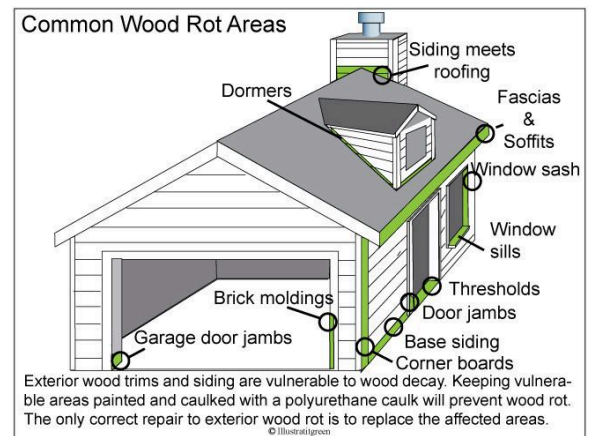 Common Wood Rot Areas
Siding meets
roofing
Dormers
Fascias
&
Soffits
Window sash
Window
sills
Thresholds
Door jambs
Brick moldings
Garage door jambs
Base siding
Corner boards
Exterior wood trims and siding are vulnerable to wood decay. Keeping vulnera-
ble areas painted and caulked with a polyurethane caulk will prevent wood rot.
The only correct repair to exterior wood rot is to replace the affected areas.
© Illustratilgreen